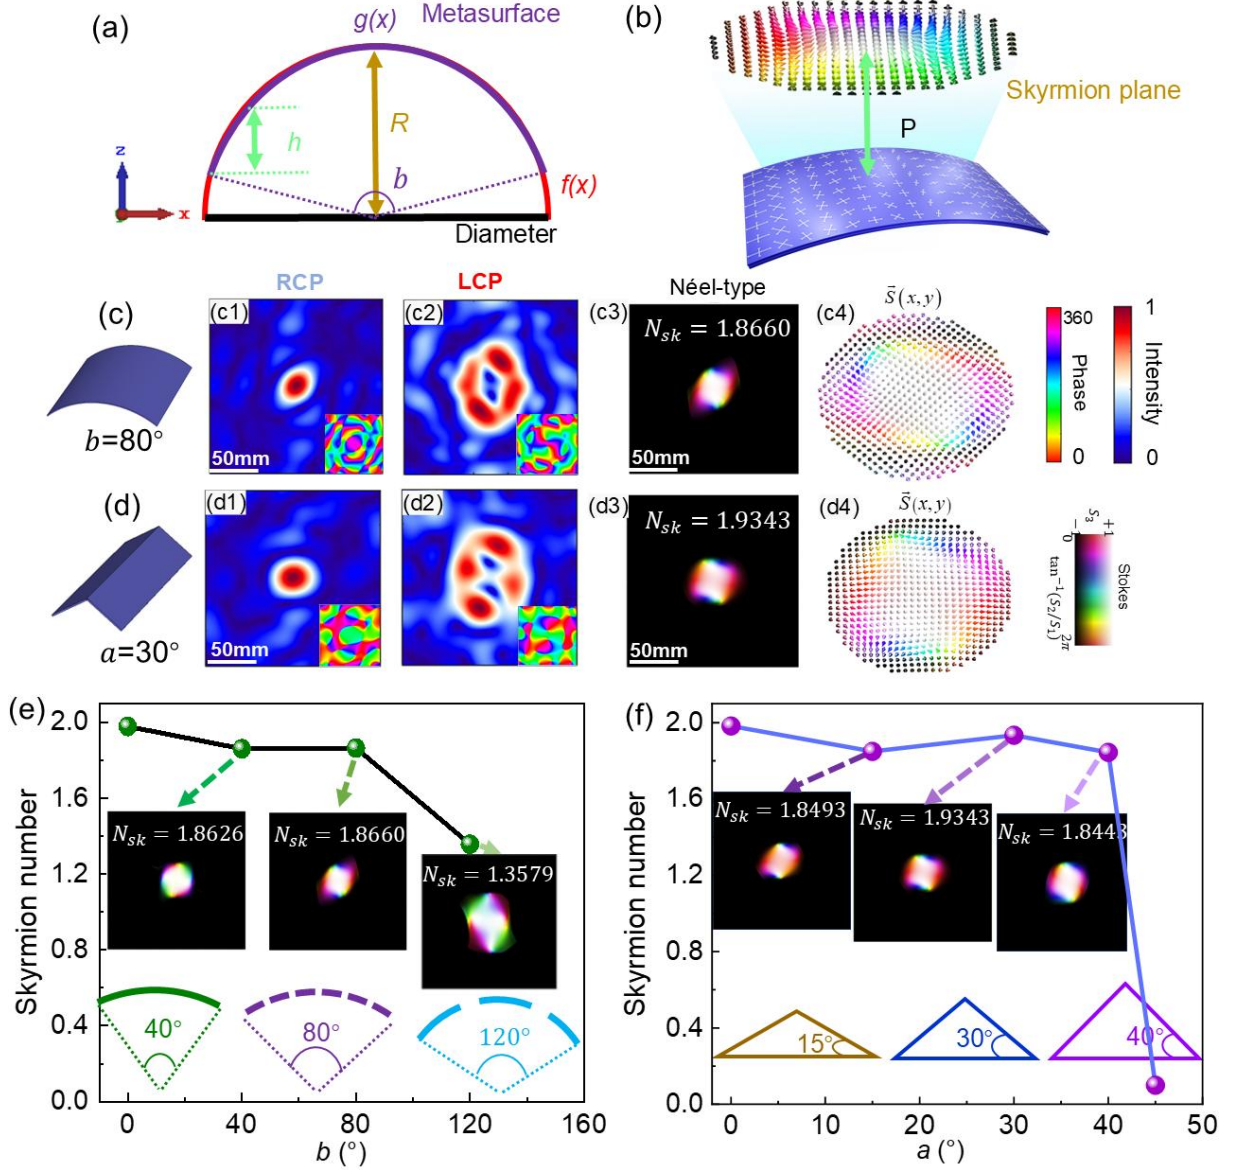 (a)
g(x)
Metasurface
h
R
b
f(x)
z
x
Diameter
(b)
Skyrmion plane
P
RCP
LCP
Néel-type
S⃗(x, y)
(c)
b=80°
(c1)
50mm
(c2)
(c3)
N_sk = 1.8660
50mm
(c4)
360
Phase
0
1
Intensity
0
(d)
a=30°
(d1)
50mm
(d2)
(d3)
N_sk = 1.9343
50mm
(d4)
S⃗(x, y)
S₃
−1
0
+1
tan⁻¹(S₂/S₁)
2π
Stokes
(e)
Skyrmion number
2.0
1.6
1.2
0.8
0.4
0.0
N_sk = 1.8626
N_sk = 1.8660
N_sk = 1.3579
40°
80°
120°
0 40 80 120 160
b (°)
(f)
Skyrmion number
2.0
1.6
1.2
0.8
0.4
0.0
N_sk = 1.8493
N_sk = 1.9343
N_sk = 1.8443
15°
30°
40°
0 10 20 30 40 50
a (°)